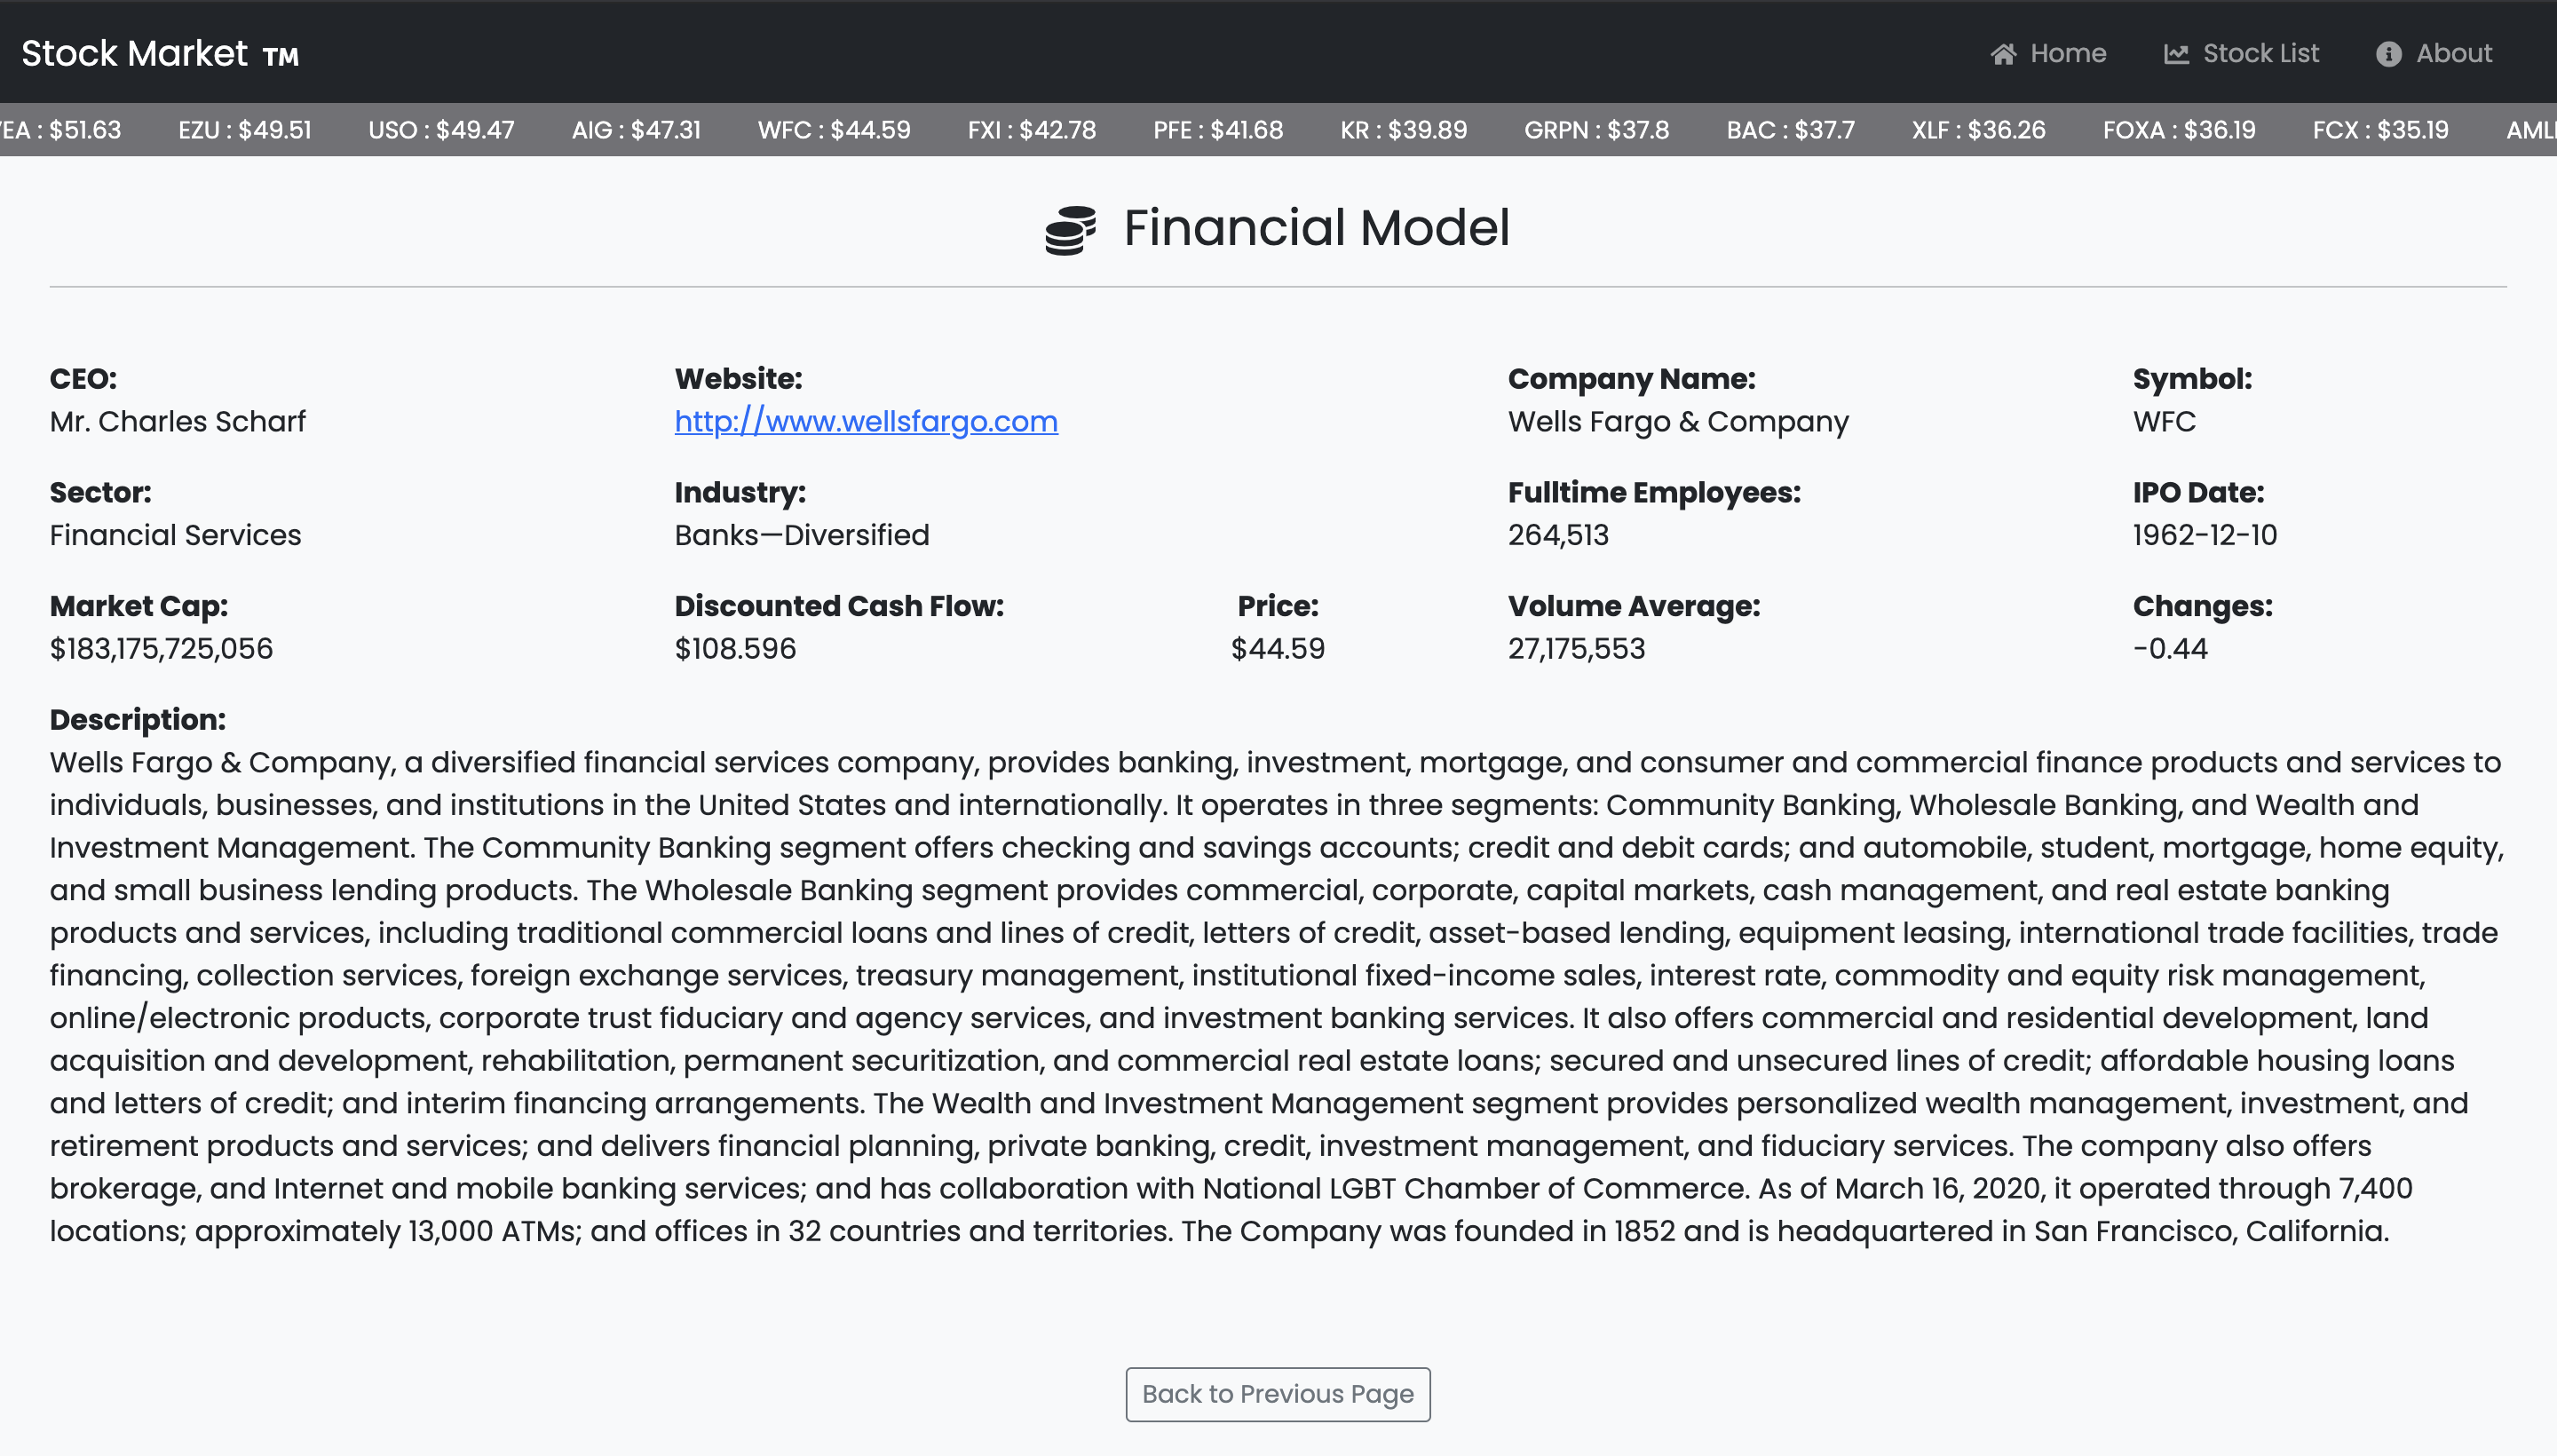 Stock Market ™
Home Stock List About
EA : $51.63 EZU : $49.51 USO : $49.47 AIG : $47.31 WFC : $44.59 FXI : $42.78 PFE : $41.68 KR : $39.89 GRPN : $37.8 BAC : $37.7 XLF : $36.26 FOXA : $36.19 FCX : $35.19
Financial Model
CEO: Website: Company Name: Symbol:
Mr. Charles Scharf http://www.wellsfargo.com Wells Fargo & Company WFC
Sector: Industry: Fulltime Employees: IPO Date:
Financial Services Banks—Diversified 264,513 1962-12-10
Market Cap: Discounted Cash Flow: Price: Volume Average: Changes:
$183,175,725,056 $108.596 $44.59 27,175,553 -0.44
Description:
Wells Fargo & Company, a diversified financial services company, provides banking, investment, mortgage, and consumer and commercial finance products and services to
individuals, businesses, and institutions in the United States and internationally. It operates in three segments: Community Banking, Wholesale Banking, and Wealth and
Investment Management. The Community Banking segment offers checking and savings accounts; credit and debit cards; and automobile, student, mortgage, home equity,
and small business lending products. The Wholesale Banking segment provides commercial, corporate, capital markets, cash management, and real estate banking
products and services, including traditional commercial loans and lines of credit, letters of credit, asset-based lending, equipment leasing, international trade facilities, trade
financing, collection services, foreign exchange services, treasury management, institutional fixed-income sales, interest rate, commodity and equity risk management,
online/electronic products, corporate trust fiduciary and agency services, and investment banking services. It also offers commercial and residential development, land
acquisition and development, rehabilitation, permanent securitization, and commercial real estate loans; secured and unsecured lines of credit; affordable housing loans
and letters of credit; and interim financing arrangements. The Wealth and Investment Management segment provides personalized wealth management, investment, and
retirement products and services; and delivers financial planning, private banking, credit, investment management, and fiduciary services. The company also offers
brokerage, and Internet and mobile banking services; and has collaboration with National LGBT Chamber of Commerce. As of March 16, 2020, it operated through 7,400
locations; approximately 13,000 ATMs; and offices in 32 countries and territories. The Company was founded in 1852 and is headquartered in San Francisco, California.
Back to Previous Page